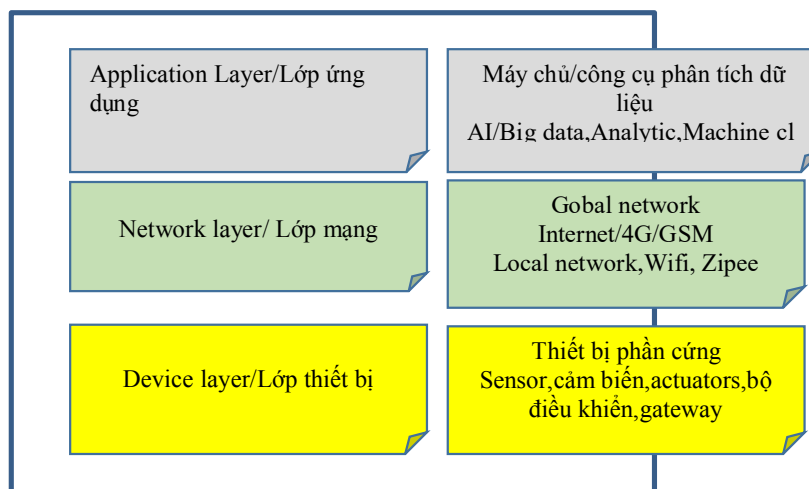 Application Layer/Lớp ứng
dụng
Máy chủ/công cụ phân tích dữ
liệu
AI/Big data,Analytic,Machine cl
Network layer/ Lớp mạng
Gobal network
Internet/4G/GSM
Local network,Wifi, Zipee
Device layer/Lớp thiết bị
Thiết bị phần cứng
Sensor,cảm biến,actuators,bộ
điều khiển,gateway